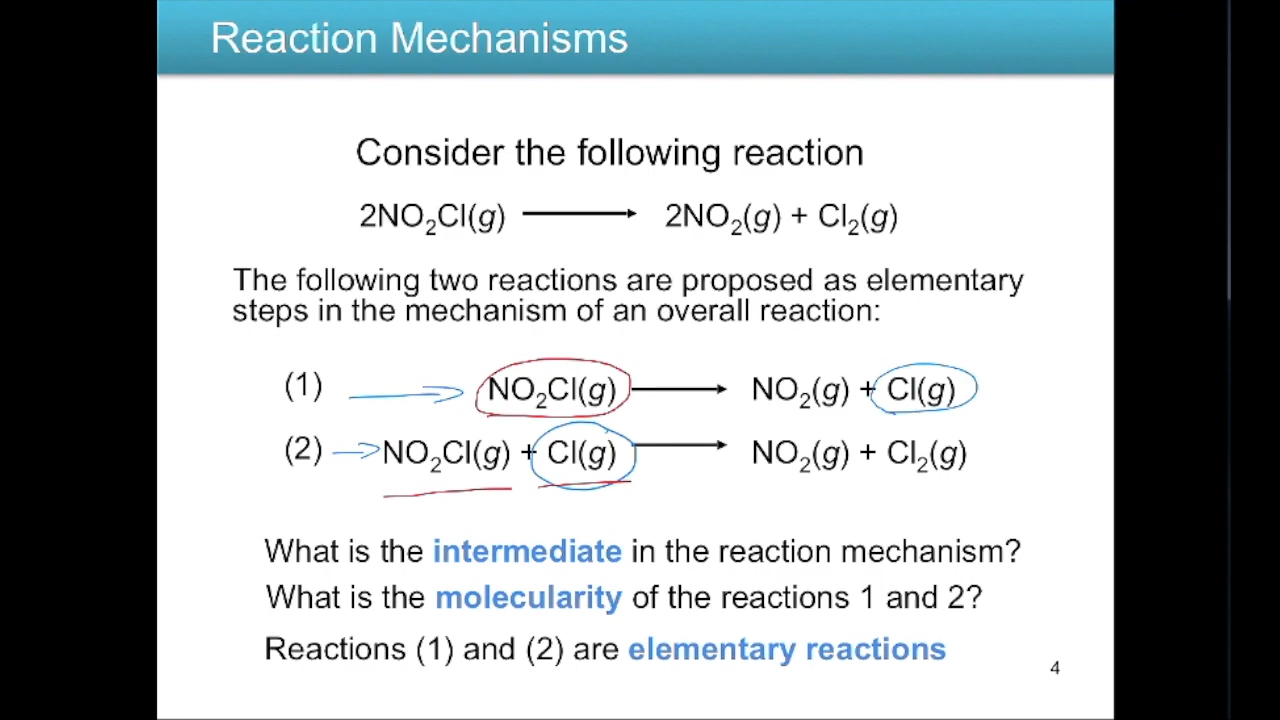 Reaction Mechanisms
Consider the following reaction
2NO₂Cl(g) ⟶ 2NO₂(g) + Cl₂(g)
The following two reactions are proposed as elementary
steps in the mechanism of an overall reaction:
(1) NO₂Cl(g) ⟶ NO₂(g) + Cl(g)
(2) NO₂Cl(g) + Cl(g) ⟶ NO₂(g) + Cl₂(g)
What is the intermediate in the reaction mechanism?
What is the molecularity of the reactions 1 and 2?
Reactions (1) and (2) are elementary reactions
4